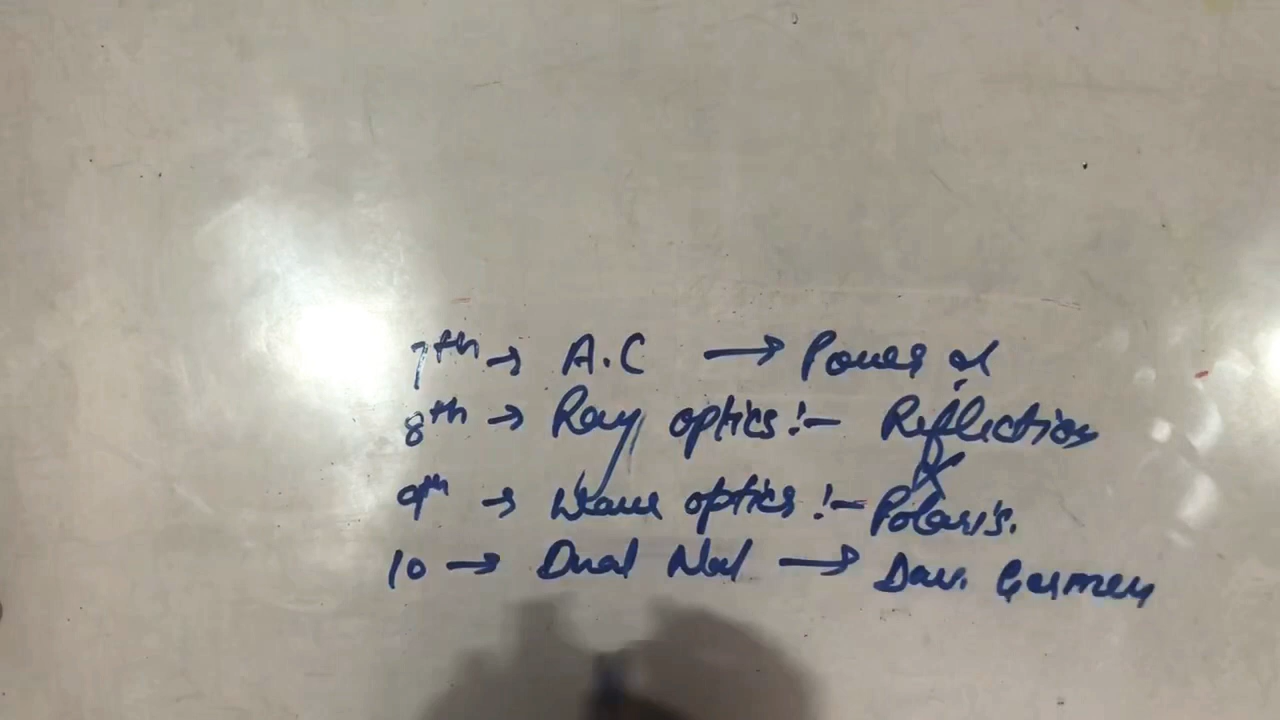 7th → A.C → Power of
8th → Ray optics :- Reflection
9th → Wave optics :- Polaris.
10 → Dual Nat → Dav. Germer